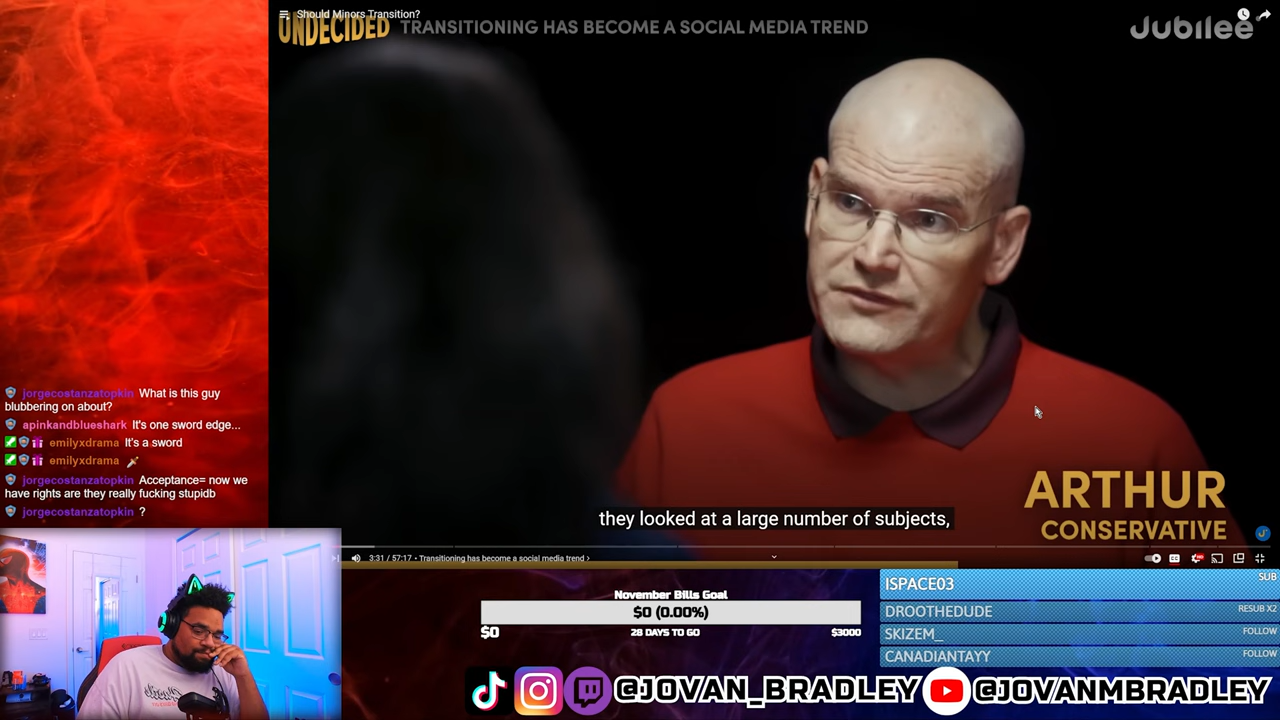 Should Minors Transition?
UNDECIDED
TRANSITIONING HAS BECOME A SOCIAL MEDIA TREND
Jubilee
jorgecostanzatopkin What is this guy
blubbering on about?
apinkandblueshark It's one sword edge...
emilyxdrama It's a sword
emilyxdrama
jorgecostanzatopkin Acceptance= now we
have rights are they really fucking stupidb
jorgecostanzatopkin ?
ARTHUR
CONSERVATIVE
they looked at a large number of subjects,
3:31 / 57:17 • Transitioning has become a social media trend ›
November Bills Goal
$0 (0.00%)
$0
28 DAYS TO GO
$3000
ISPACE03 SUB
DROOTHEDUDE RESUB X2
SKIZEM_ FOLLOW
CANADIANTAYY FOLLOW
@JOVAN_BRADLEY
@JOVANMBRADLEY